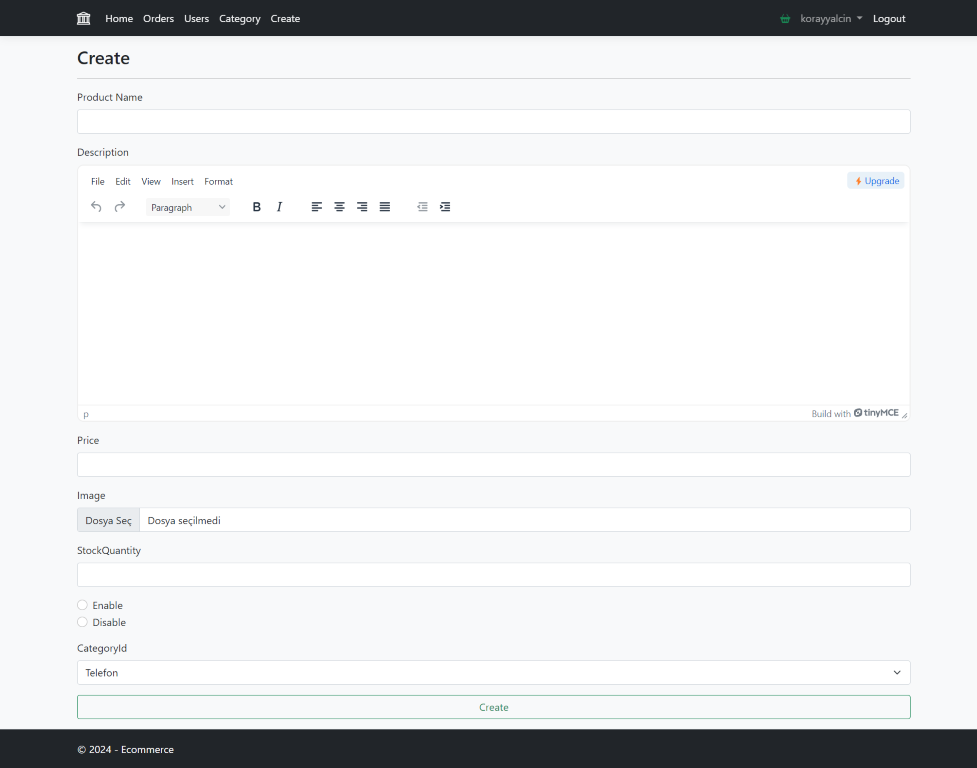 Home Orders Users Category Create korayyalcin Logout
Create
Product Name
Description
File Edit View Insert Format Upgrade
Paragraph B I
p Build with tinyMCE
Price
Image
Dosya Seç Dosya seçilmedi
StockQuantity
Enable
Disable
CategoryId
Telefon
Create
© 2024 - Ecommerce